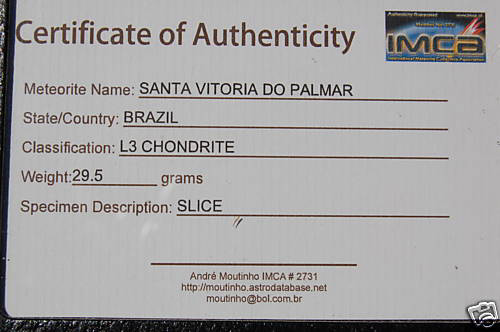 Certificate of Authenticity
IMCA
Meteorite Name: SANTA VITORIA DO PALMAR
State/Country: BRAZIL
Classification: L3 CHONDRITE
Weight: 29.5 grams
Specimen Description: SLICE
André Moutinho IMCA # 2731
http://moutinho.astrodatabase.net
moutinho@bol.com.br